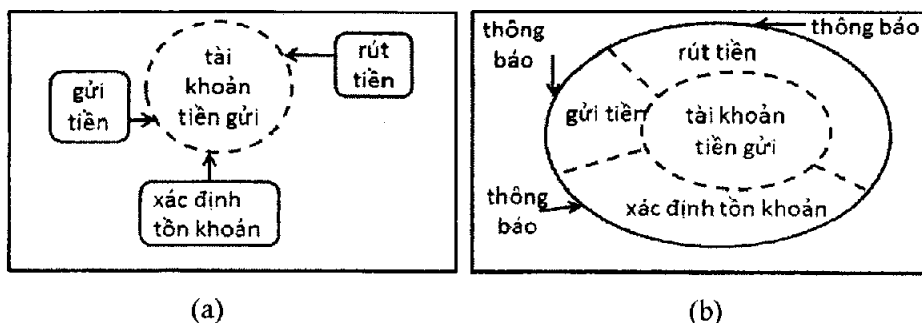 tài
khoản
tiền gửi
rút
tiền
gửi
tiền
xác định
tồn khoản
(a)
thông
báo
thông báo
rút tiền
gửi tiền
tài khoản
tiền gửi
thông
báo
xác định tồn khoản
(b)